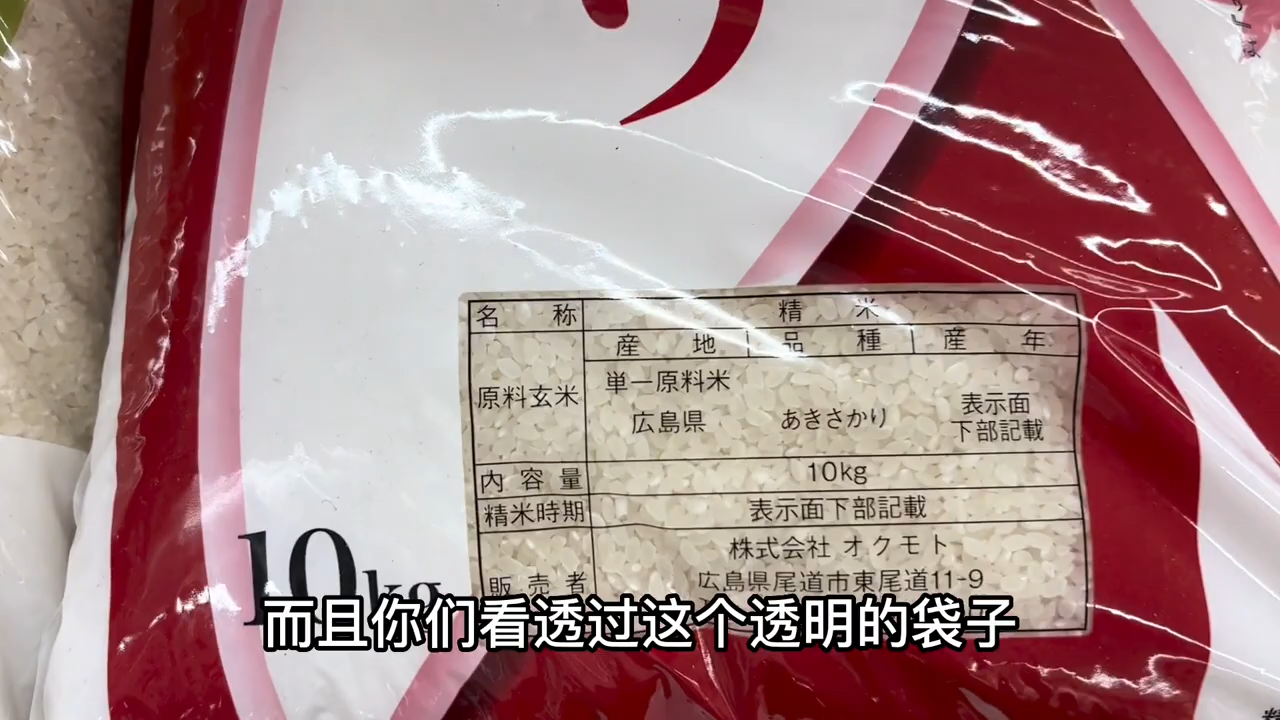 名称 精米
産地 品種 産年
原料玄米
単一原料米
広島県 あきさかり 表示面
下部記載
内容量 10kg
精米時期 表示面下部記載
販売者
株式会社 オクモト
広島県尾道市東尾道11-9
10kg
而且你们看透过这个透明的袋子